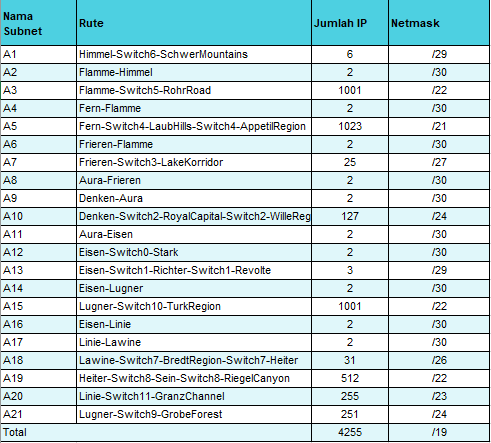 Nama Subnet Rute Jumlah IP Netmask
A1 Himmel-Switch6-SchwerMountains 6 /29
A2 Flamme-Himmel 2 /30
A3 Flamme-Switch5-RohrRoad 1001 /22
A4 Fern-Flamme 2 /30
A5 Fern-Switch4-LaubHills-Switch4-AppetilRegion 1023 /21
A6 Frieren-Flamme 2 /30
A7 Frieren-Switch3-LakeKorridor 25 /27
A8 Aura-Frieren 2 /30
A9 Denken-Aura 2 /30
A10 Denken-Switch2-RoyalCapital-Switch2-WilleReg 127 /24
A11 Aura-Eisen 2 /30
A12 Eisen-Switch0-Stark 2 /30
A13 Eisen-Switch1-Richter-Switch1-Revolte 3 /29
A14 Eisen-Lugner 2 /30
A15 Lugner-Switch10-TurkRegion 1001 /22
A16 Eisen-Linie 2 /30
A17 Linie-Lawine 2 /30
A18 Lawine-Switch7-BredtRegion-Switch7-Heiter 31 /26
A19 Heiter-Switch8-Sein-Switch8-RiegelCanyon 512 /22
A20 Linie-Switch11-GranzChannel 255 /23
A21 Lugner-Switch9-GrobeForest 251 /24
Total 4255 /19